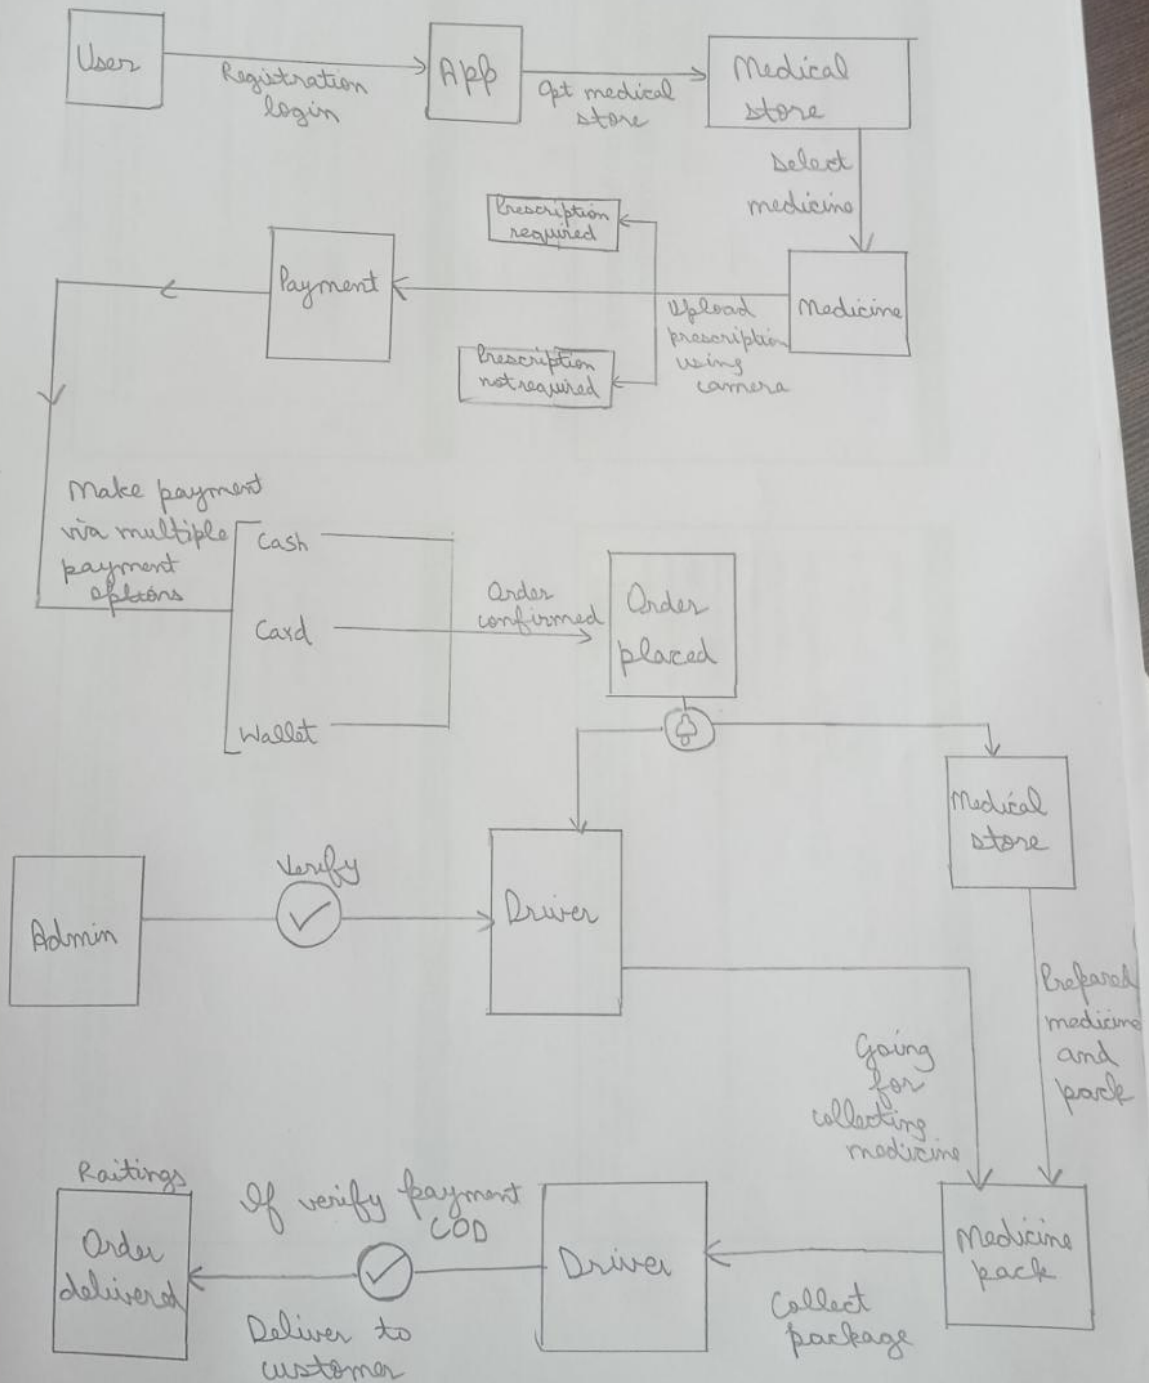 User
Registration
login
App
Opt medical
store
Medical
store
Select
medicine
Prescription
required
Payment
Medicine
Upload
prescription
using
camera
Prescription
not required
Make payment
via multiple
payment
options
Cash
Card
Wallet
Order
confirmed
Order
placed
Medical
store
Verify
Admin
Driver
Prepared
medicine
and
pack
Going
for
collecting
medicine
Raitings
Order
delivered
If verify payment
COD
Deliver to
customer
Driver
Collect
package
Medicine
pack